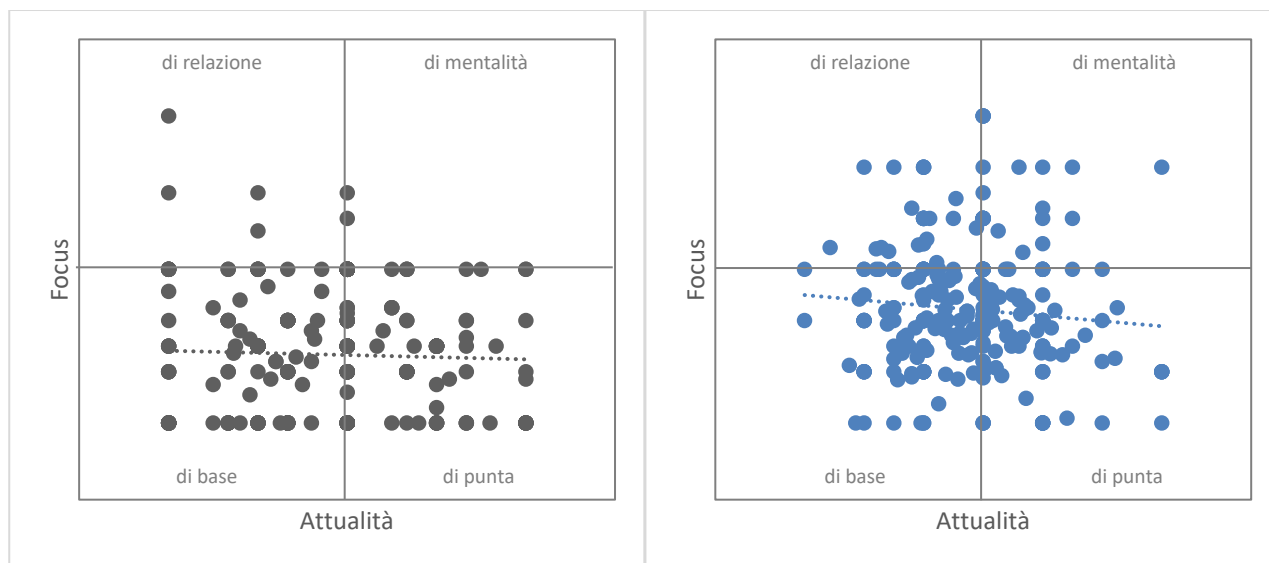 di relazione
di mentalità
Focus
di base
di punta
Attualità
di relazione
di mentalità
Focus
di base
di punta
Attualità